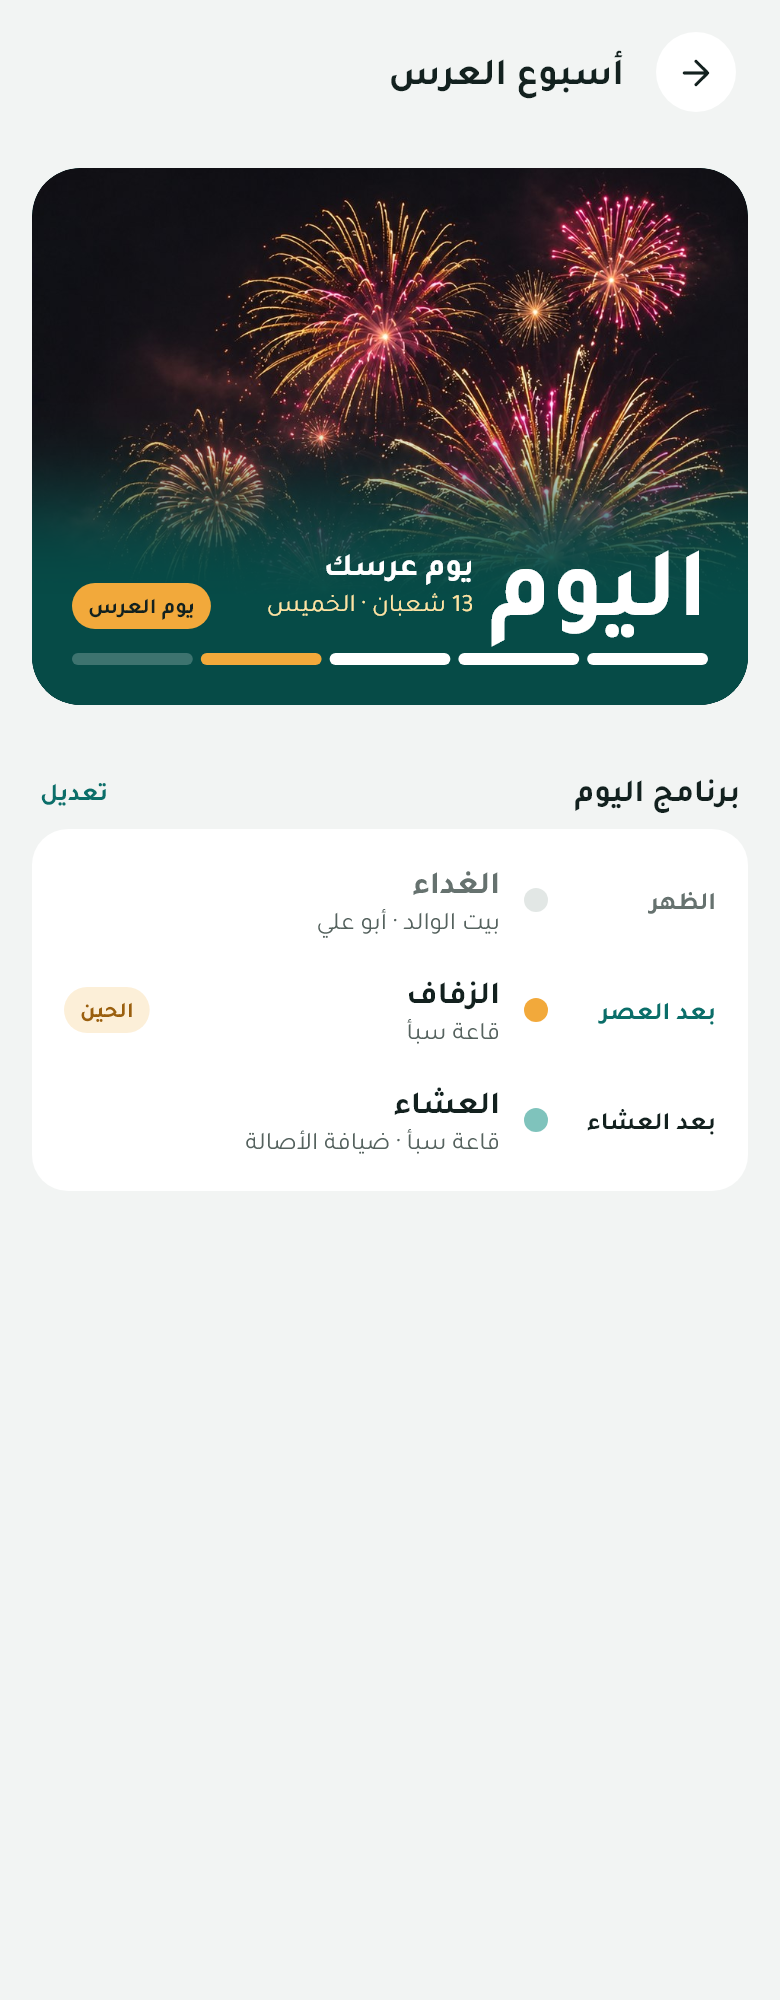 أسبوع العرس
اليوم
يوم عرسك
13 شعبان · الخميس
يوم العرس
برنامج اليوم
تعديل
الظهر
الغداء
بيت الوالد · أبو علي
بعد العصر
الزفاف
قاعة سبأ
الحين
بعد العشاء
العشاء
قاعة سبأ · ضيافة الأصالة